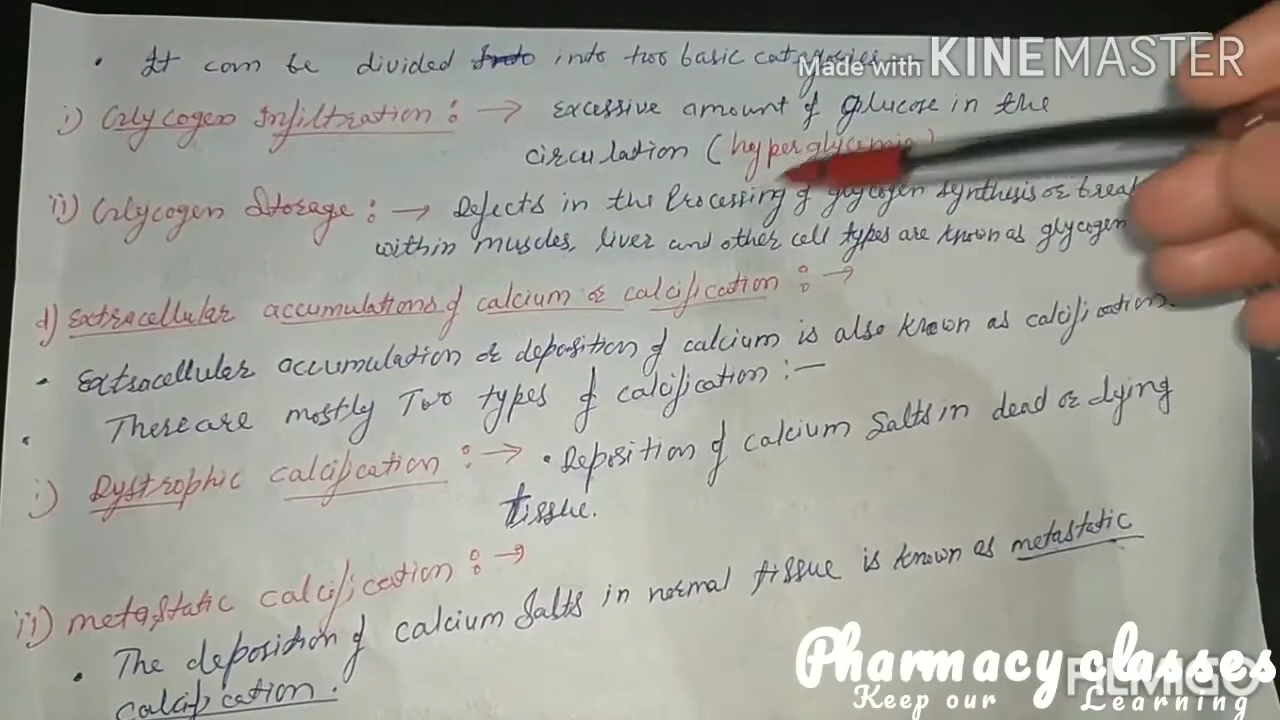 • It can be divided into two basic catagories –
Made with KINEMASTER
i) Glycogen Infiltration : → Excessive amount of glucose in the
circulation (hyperglycemia)
ii) Glycogen Storage : → Defects in the Processing of glycogen synthesis or
within muscles, liver and other cell types are known as glycogen
d) Extracellular accumulations of calcium or calcification : →
• Extracellular accumulation or deposition of calcium is also known as calcification.
• There are mostly Two types of calcification :–
i) Dystrophic calcification : → • Deposition of calcium Salts in dead or dying
tissue.
ii) metastatic calcification : →
• The deposition of calcium Salts in normal tissue is known as metastatic
calcification.
Pharmacy classes
FILMIGO
Keep our Learning